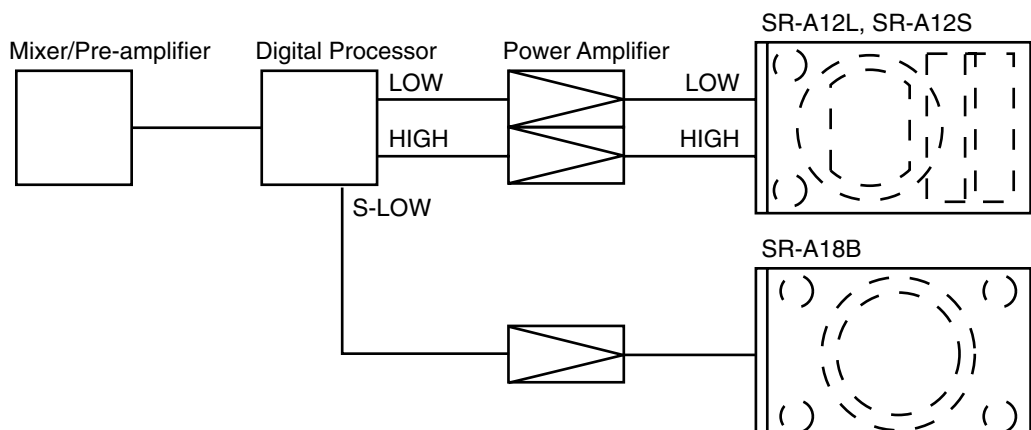 SR-A12L, SR-A12S
Mixer/Pre-amplifier
Digital Processor
Power Amplifier
LOW
LOW
HIGH
HIGH
S-LOW
SR-A18B